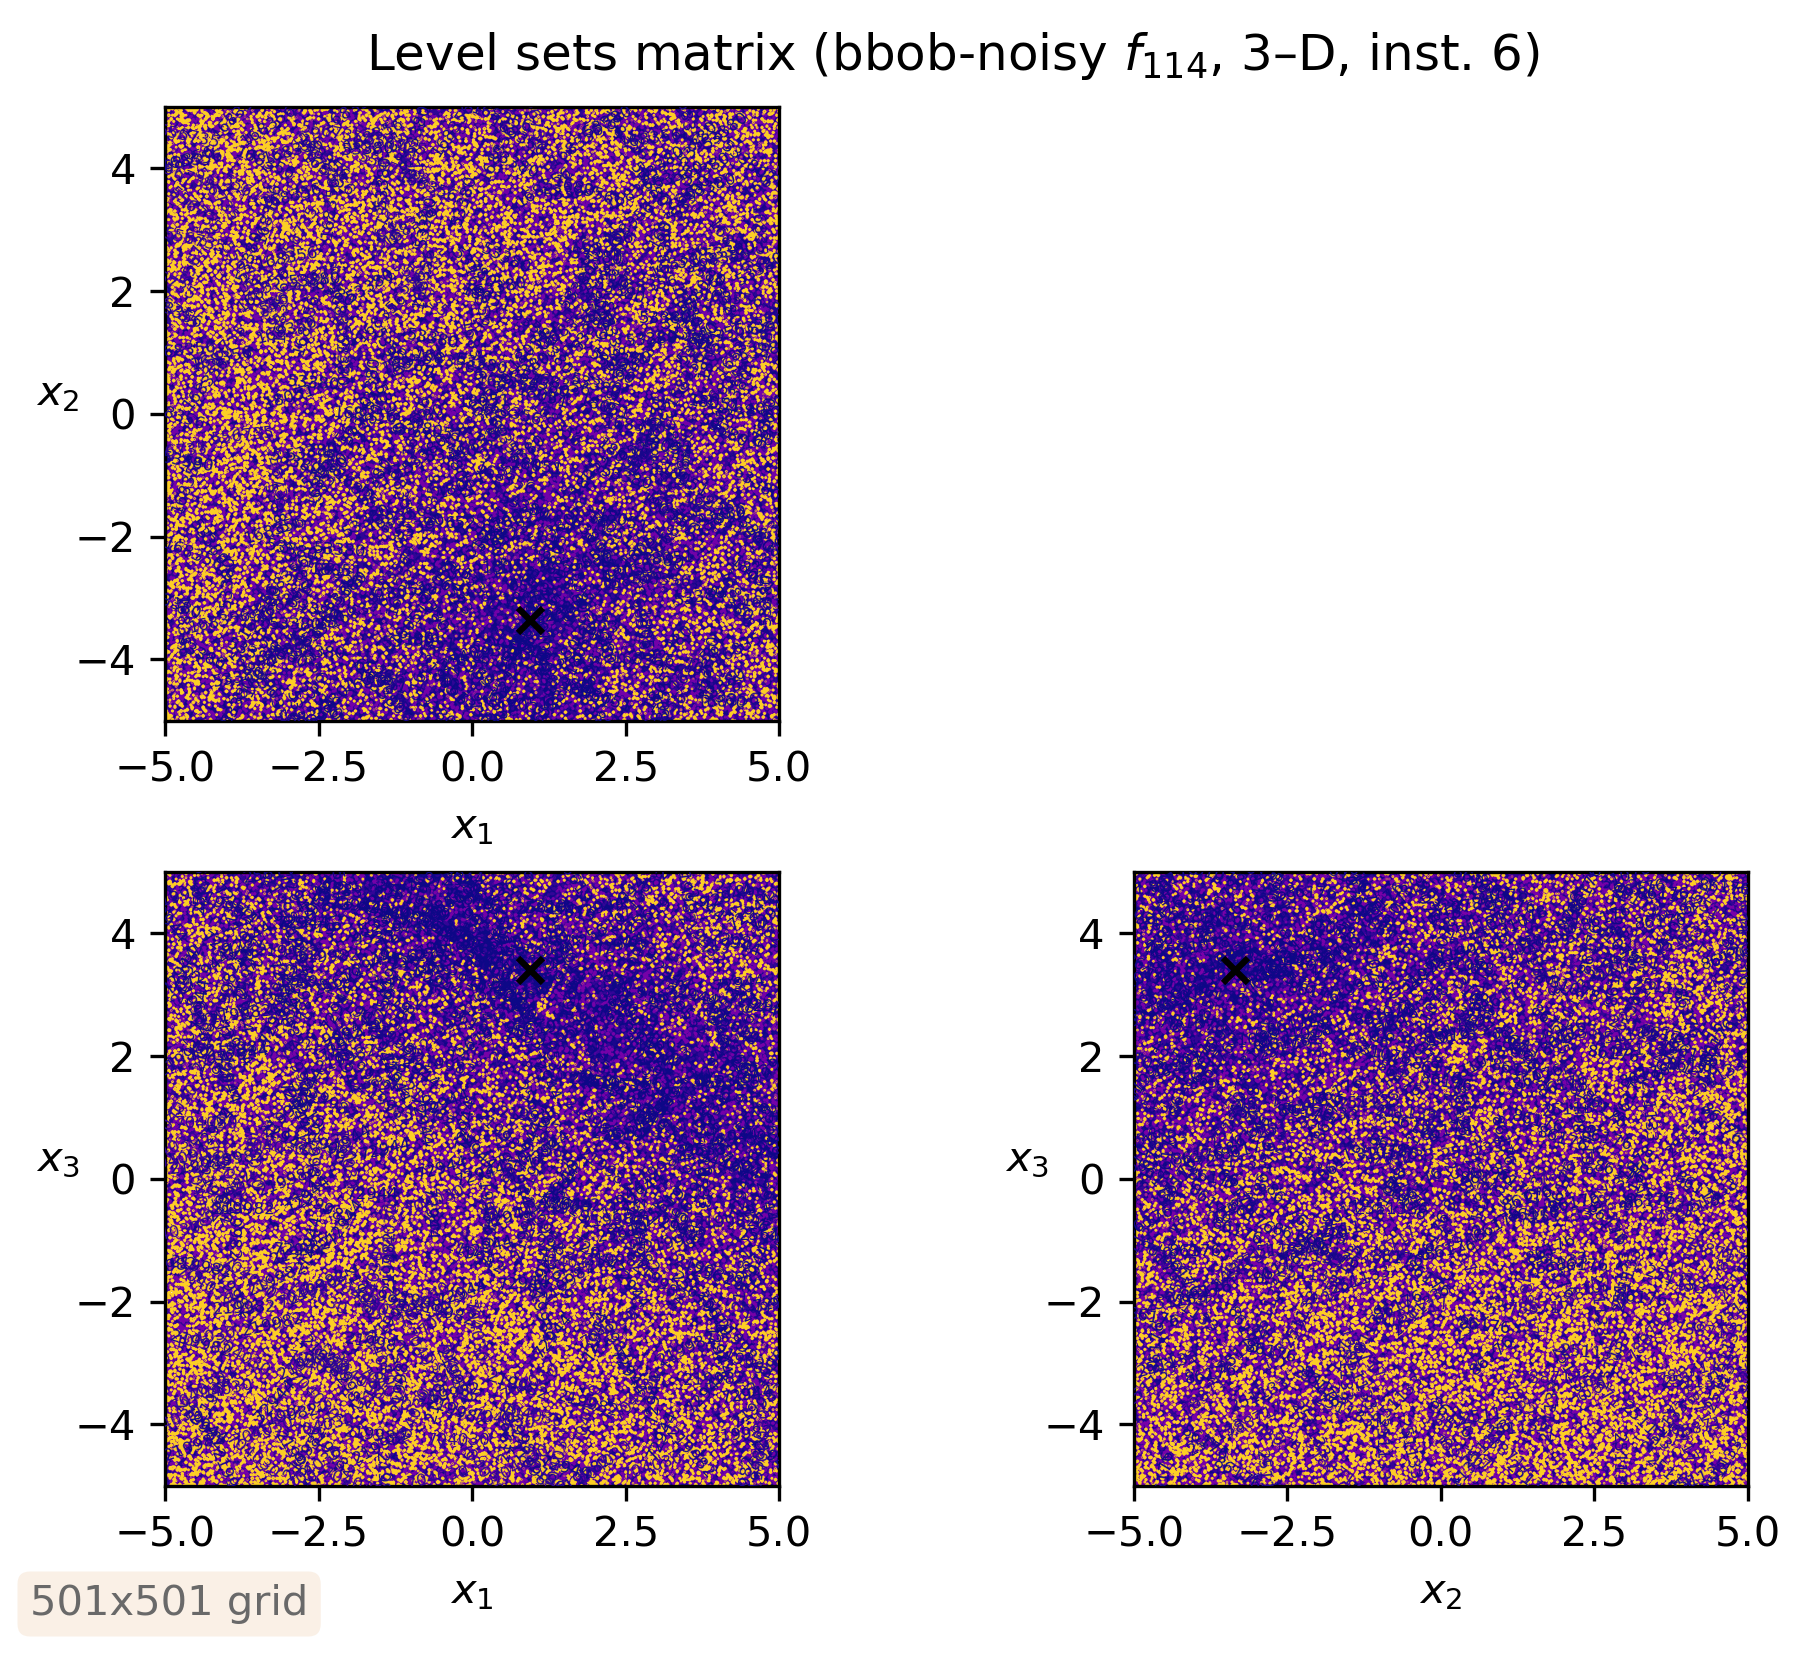 Level sets matrix (bbob-noisy f114, 3–D, inst. 6)
4
2
x2 0
−2
−4
−5.0 −2.5 0.0 2.5 5.0
x1
4 4
2 2
x3 0 x3 0
−2 −2
−4 −4
−5.0 −2.5 0.0 2.5 5.0 −5.0 −2.5 0.0 2.5 5.0
501x501 grid x1 x2